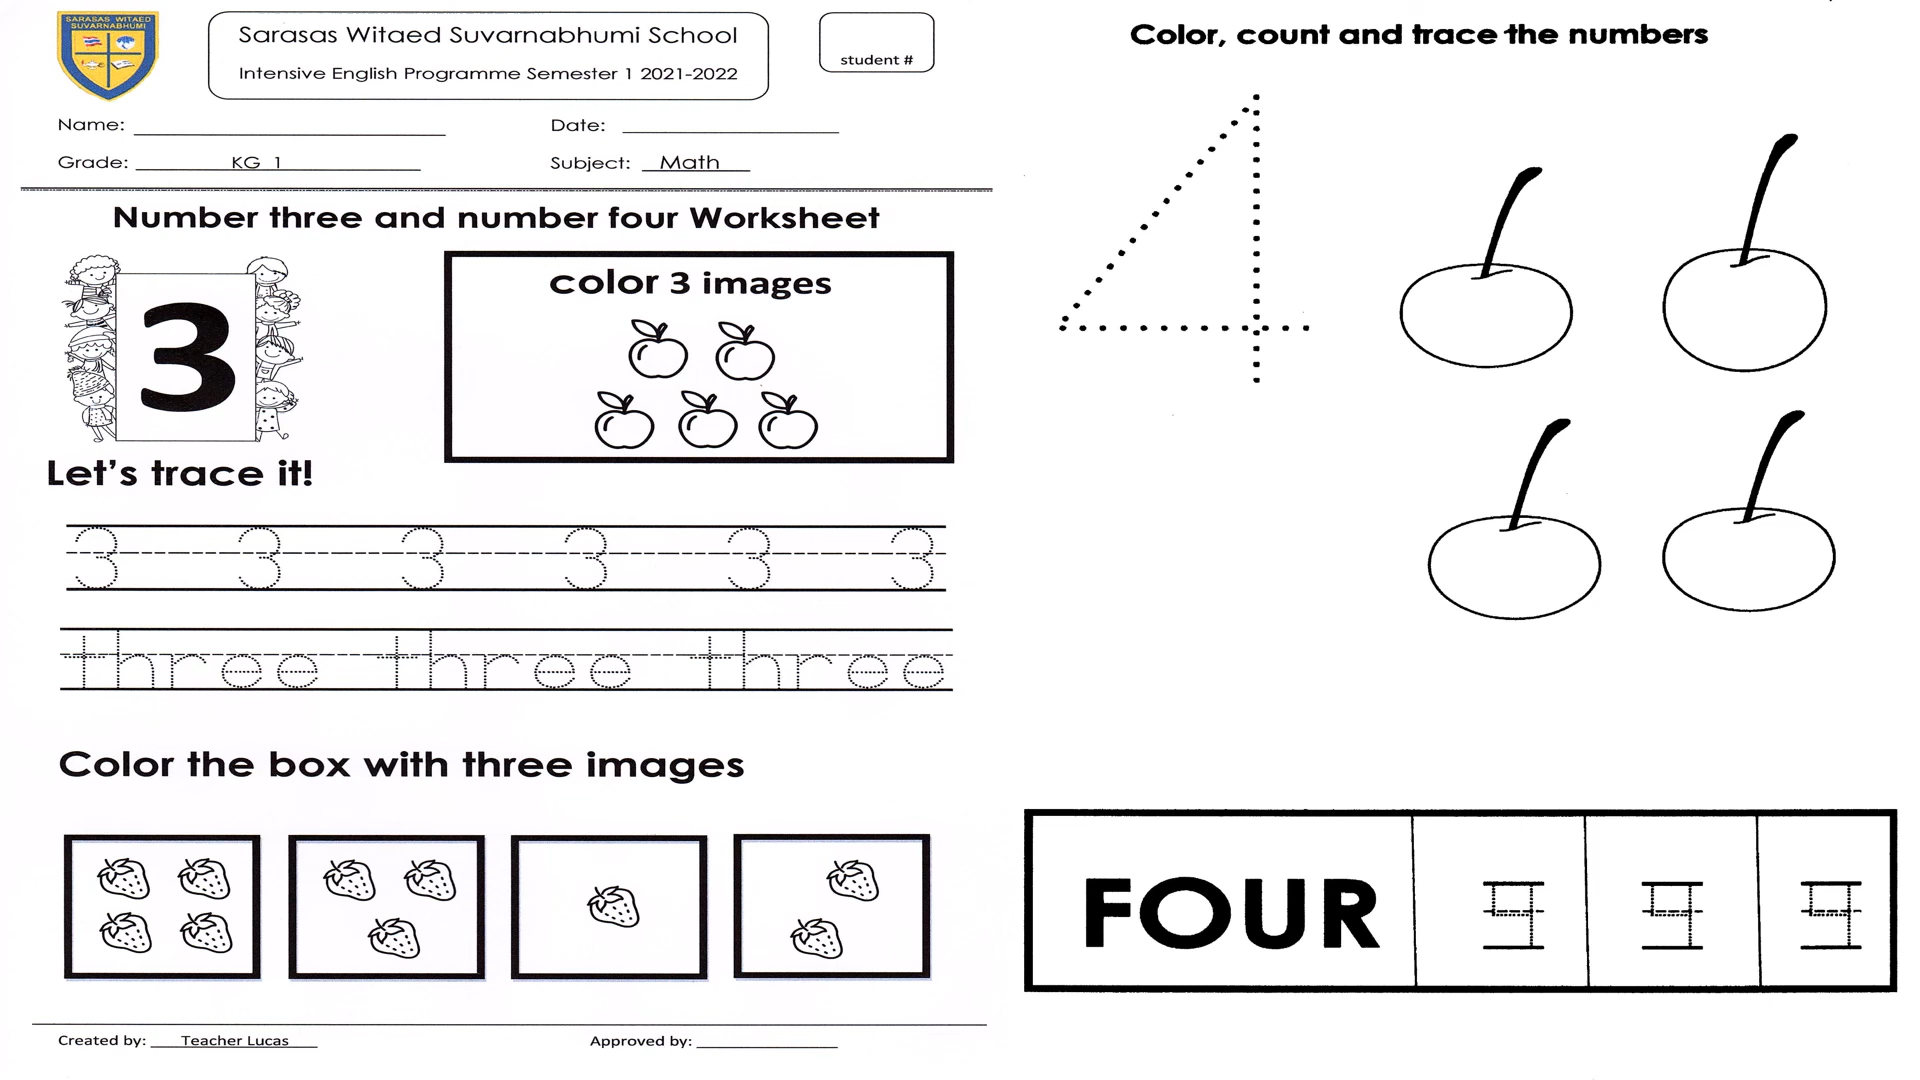 SARASAS WITAED
SUVARNABHUMI
Sarasas Witaed Suvarnabhumi School
Intensive English Programme Semester 1 2021-2022
student #
Name:
Date:
Grade: KG 1
Subject: Math
Number three and number four Worksheet
3
color 3 images
Let's trace it!
3 3 3 3 3 3
three three three
Color the box with three images
Created by: Teacher Lucas
Approved by:
Color, count and trace the numbers
4
FOUR 4 4 4